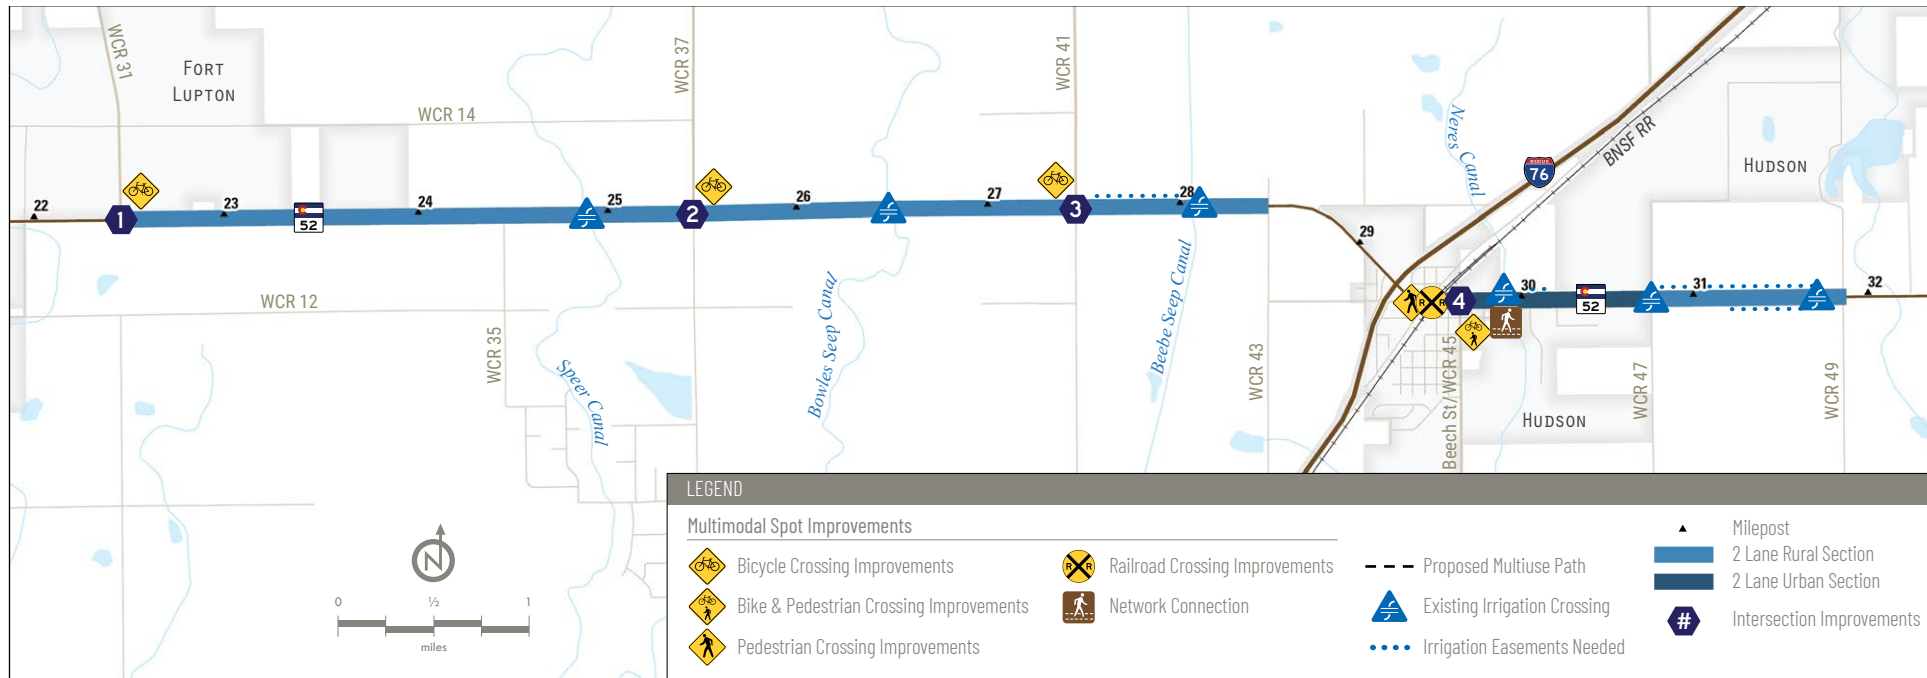 WCR 31
FORT
LUPTON
WCR 14
WCR 37
WCR 41
Neres Canal
INTERSTATE
76
BNSF RR
HUDSON
22
1
23
52
24
25
2
26
27
3
28
29
R R
4
30
52
31
32
WCR 12
WCR 35
Speer Canal
Bowles Seep Canal
Beebe Seep Canal
WCR 43
Beech St/ WCR 45
HUDSON
WCR 47
WCR 49
N
0 ½ 1
miles
LEGEND
Multimodal Spot Improvements
Bicycle Crossing Improvements
Bike & Pedestrian Crossing Improvements
Pedestrian Crossing Improvements
R R
Railroad Crossing Improvements
Network Connection
Proposed Multiuse Path
Existing Irrigation Crossing
Irrigation Easements Needed
Milepost
2 Lane Rural Section
2 Lane Urban Section
# Intersection Improvements